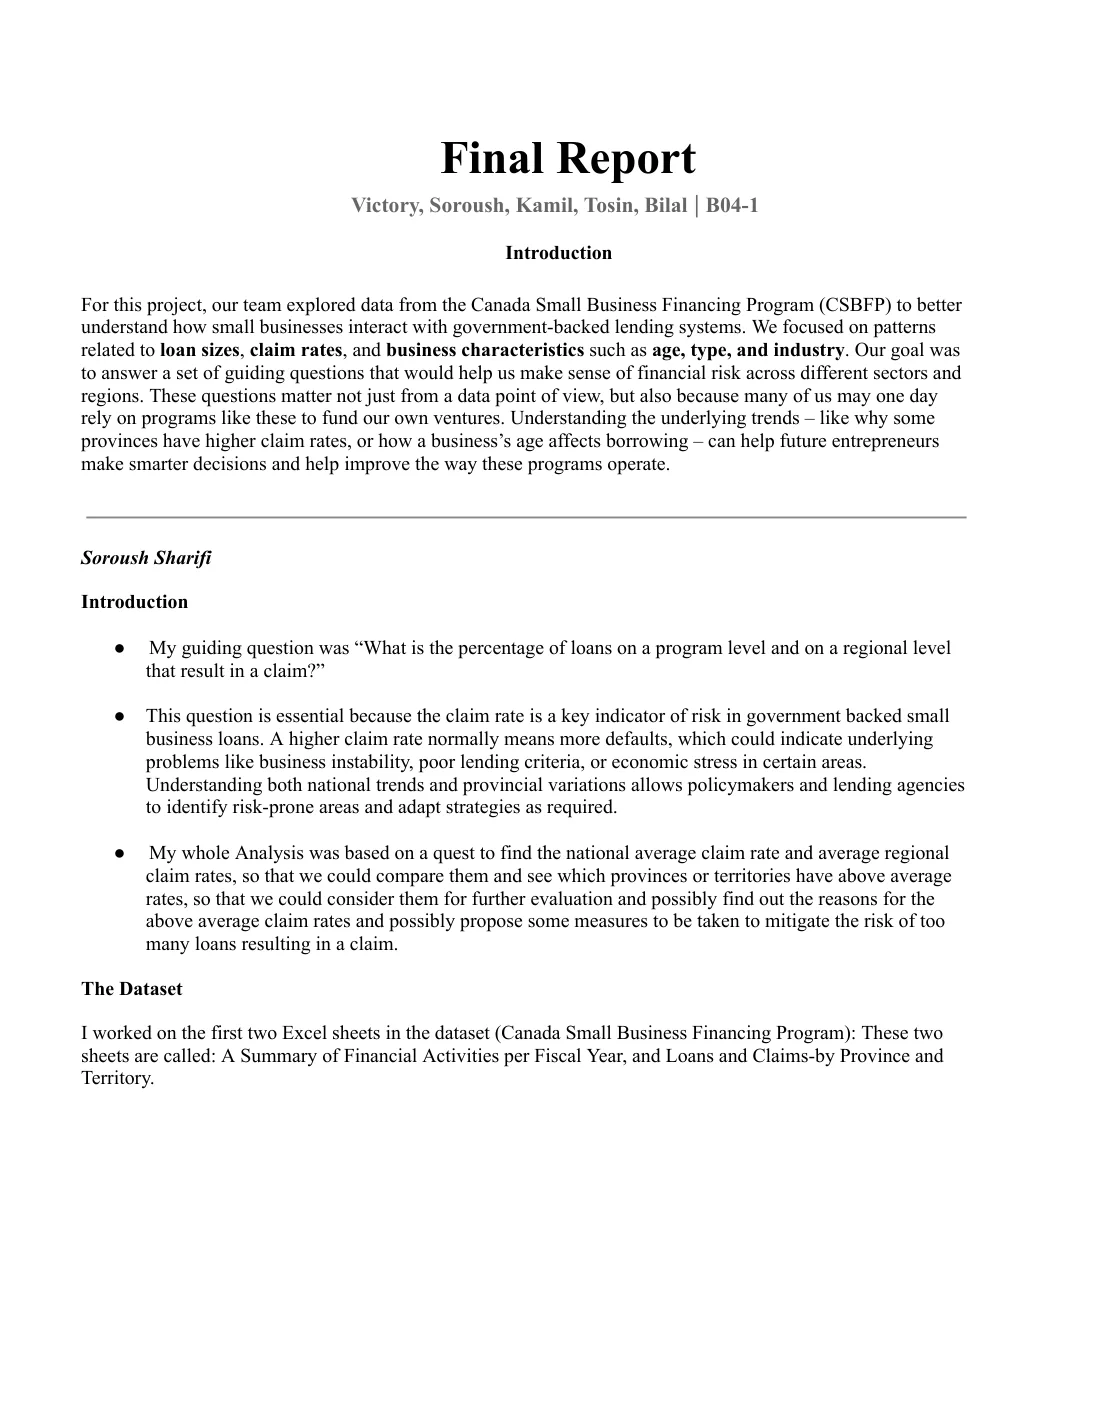 Final Report
Victory, Soroush, Kamil, Tosin, Bilal | B04-1
Introduction
For this project, our team explored data from the Canada Small Business Financing Program (CSBFP) to better
understand how small businesses interact with government-backed lending systems. We focused on patterns
related to loan sizes, claim rates, and business characteristics such as age, type, and industry. Our goal was
to answer a set of guiding questions that would help us make sense of financial risk across different sectors and
regions. These questions matter not just from a data point of view, but also because many of us may one day
rely on programs like these to fund our own ventures. Understanding the underlying trends – like why some
provinces have higher claim rates, or how a business’s age affects borrowing – can help future entrepreneurs
make smarter decisions and help improve the way these programs operate.
Soroush Sharifi
Introduction
● My guiding question was “What is the percentage of loans on a program level and on a regional level
that result in a claim?”
● This question is essential because the claim rate is a key indicator of risk in government backed small
business loans. A higher claim rate normally means more defaults, which could indicate underlying
problems like business instability, poor lending criteria, or economic stress in certain areas.
Understanding both national trends and provincial variations allows policymakers and lending agencies
to identify risk-prone areas and adapt strategies as required.
● My whole Analysis was based on a quest to find the national average claim rate and average regional
claim rates, so that we could compare them and see which provinces or territories have above average
rates, so that we could consider them for further evaluation and possibly find out the reasons for the
above average claim rates and possibly propose some measures to be taken to mitigate the risk of too
many loans resulting in a claim.
The Dataset
I worked on the first two Excel sheets in the dataset (Canada Small Business Financing Program): These two
sheets are called: A Summary of Financial Activities per Fiscal Year, and Loans and Claims-by Province and
Territory.